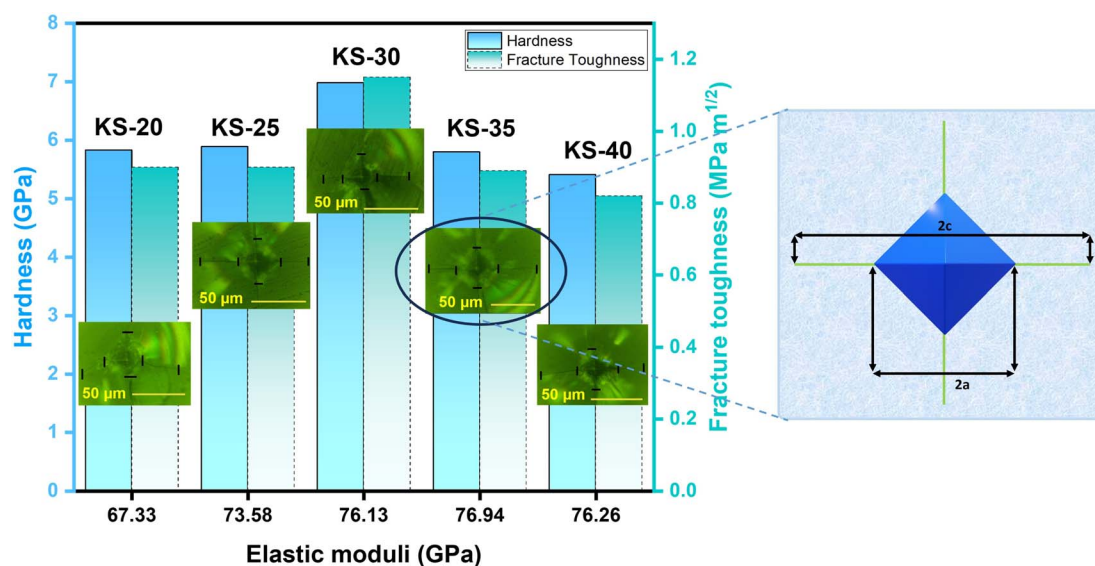 Hardness
Fracture Toughness
KS-30
KS-20
KS-25
KS-35
KS-40
50 µm
50 µm
50 µm
50 µm
50 µm
8
7
6
5
4
3
2
1
0
Hardness (GPa)
1.2
1.0
0.8
0.6
0.4
0.2
0.0
Fracture toughness (MPa m^1/2)
67.33 73.58 76.13 76.94 76.26
Elastic moduli (GPa)
2c
2a